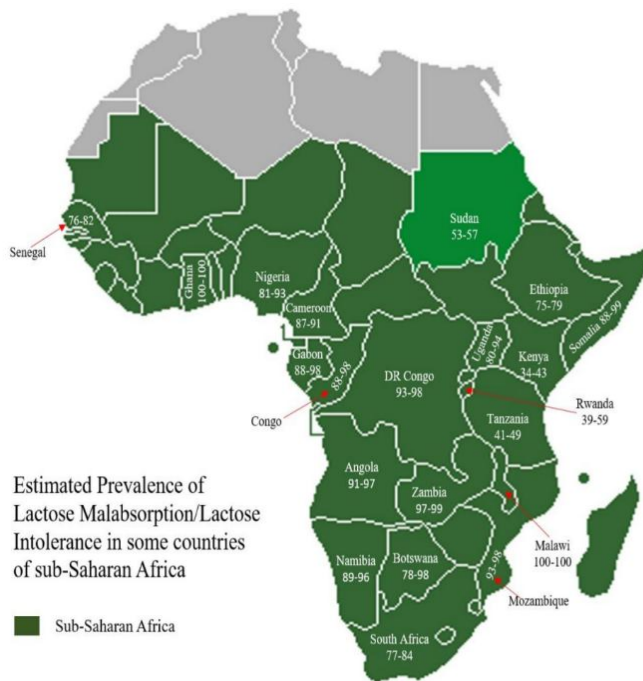 76-82
Senegal
Sudan
53-57
Ghana
100-100
Nigeria
81-93
Cameroon
87-91
Ethiopia
75-79
Somalia 88-99
Uganda
80-94
Kenya
34-43
Gabon
88-98
88-98
Congo
DR Congo
93-98
Rwanda
39-59
Tanzania
41-49
Angola
91-97
Zambia
97-99
Malawi
100-100
Namibia
89-96
Botswana
78-98
93-98
Mozambique
South Africa
77-84
Estimated Prevalence of
Lactose Malabsorption/Lactose
Intolerance in some countries
of sub-Saharan Africa
Sub-Saharan Africa